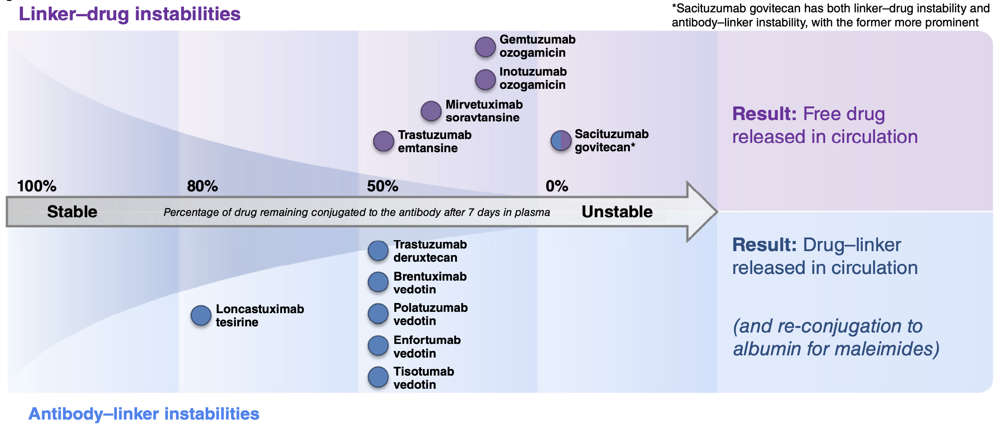 Linker–drug instabilities
*Sacituzumab govitecan has both linker–drug instability and
antibody–linker instability, with the former more prominent
Gemtuzumab
ozogamicin
Inotuzumab
ozogamicin
Mirvetuximab
soravtansine
Trastuzumab
emtansine
Sacituzumab
govitecan*
Result: Free drug
released in circulation
100%
80%
50%
0%
Stable
Percentage of drug remaining conjugated to the antibody after 7 days in plasma
Unstable
Trastuzumab
deruxtecan
Brentuximab
vedotin
Loncastuximab
tesirine
Polatuzumab
vedotin
Enfortumab
vedotin
Tisotumab
vedotin
Result: Drug–linker
released in circulation
(and re-conjugation to
albumin for maleimides)
Antibody–linker instabilities